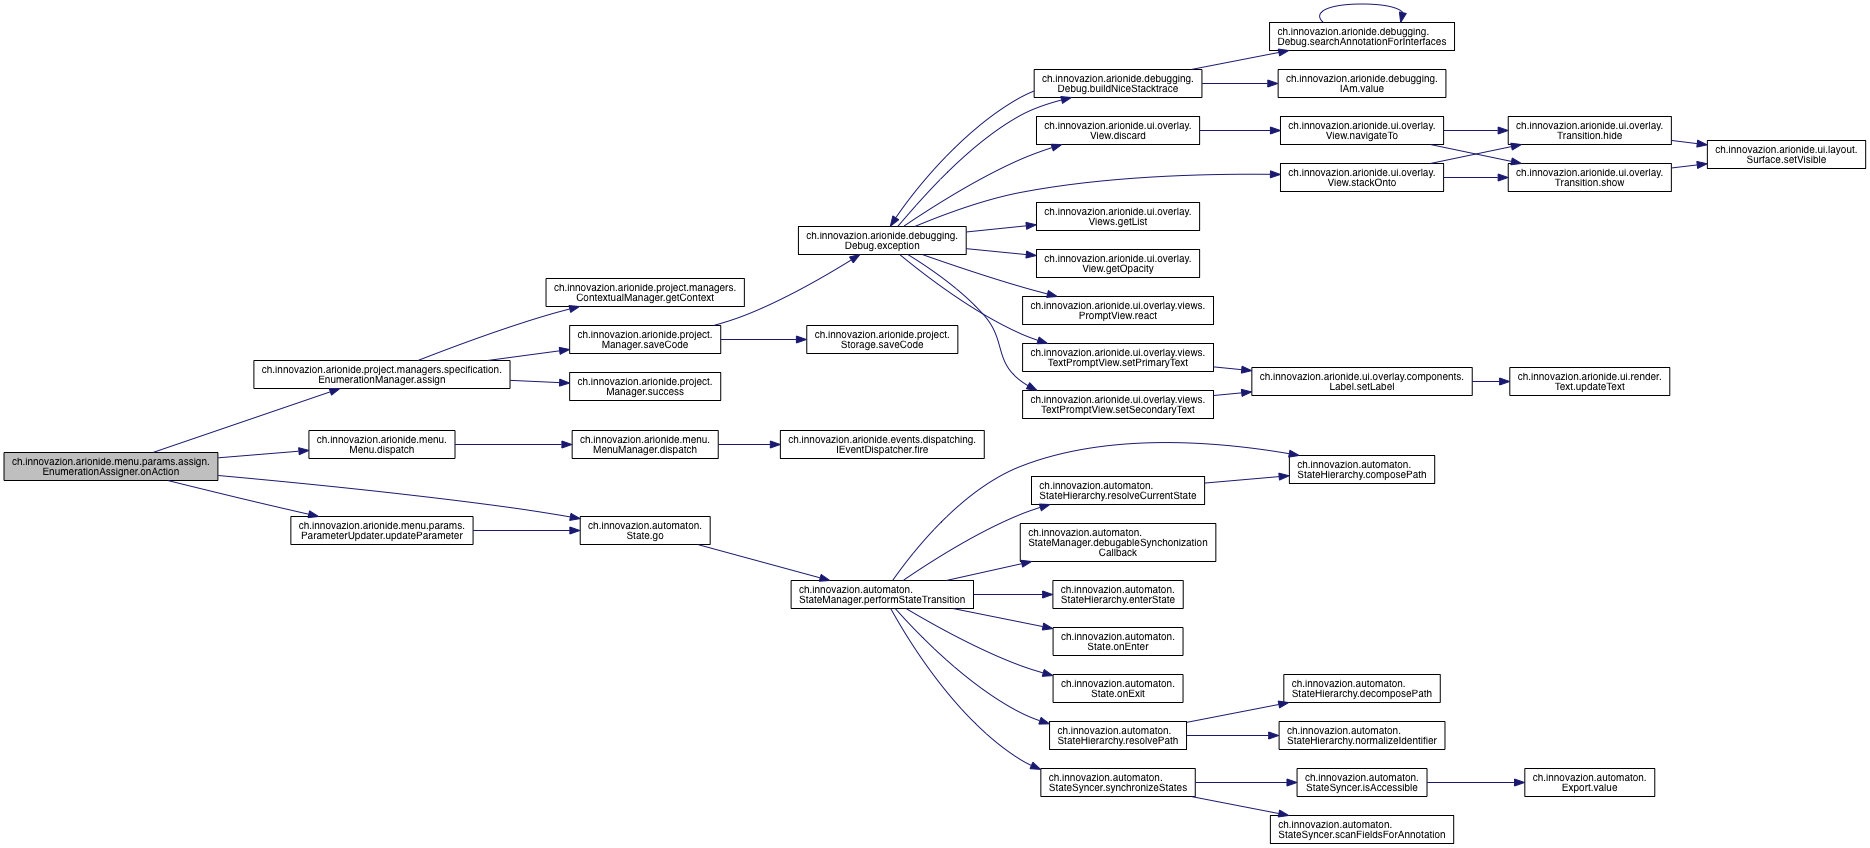 ch.innovazion.arionide.debugging.
Debug.searchAnnotationForInterfaces
ch.innovazion.arionide.debugging.
Debug.buildNiceStacktrace
ch.innovazion.arionide.debugging.
IAm.value
ch.innovazion.arionide.ui.overlay.
View.discard
ch.innovazion.arionide.ui.overlay.
View.navigateTo
ch.innovazion.arionide.ui.overlay.
Transition.hide
ch.innovazion.arionide.ui.layout.
Surface.setVisible
ch.innovazion.arionide.ui.overlay.
View.stackOnto
ch.innovazion.arionide.ui.overlay.
Transition.show
ch.innovazion.arionide.ui.overlay.
Views.getList
ch.innovazion.arionide.debugging.
Debug.exception
ch.innovazion.arionide.ui.overlay.
View.getOpacity
ch.innovazion.arionide.project.managers.
ContextualManager.getContext
ch.innovazion.arionide.ui.overlay.views.
PromptView.react
ch.innovazion.arionide.project.
Manager.saveCode
ch.innovazion.arionide.project.
Storage.saveCode
ch.innovazion.arionide.ui.overlay.views.
TextPromptView.setPrimaryText
ch.innovazion.arionide.project.managers.specification.
EnumerationManager.assign
ch.innovazion.arionide.project.
Manager.success
ch.innovazion.arionide.ui.overlay.components.
Label.setLabel
ch.innovazion.arionide.ui.render.
Text.updateText
ch.innovazion.arionide.ui.overlay.views.
TextPromptView.setSecondaryText
ch.innovazion.arionide.menu.
Menu.dispatch
ch.innovazion.arionide.menu.
MenuManager.dispatch
ch.innovazion.arionide.events.dispatching.
IEventDispatcher.fire
ch.innovazion.arionide.menu.params.assign.
EnumerationAssigner.onAction
ch.innovazion.automaton.
StateHierarchy.composePath
ch.innovazion.automaton.
StateHierarchy.resolveCurrentState
ch.innovazion.arionide.menu.params.
ParameterUpdater.updateParameter
ch.innovazion.automaton.
State.go
ch.innovazion.automaton.
StateManager.debugableSynchonization
Callback
ch.innovazion.automaton.
StateManager.performStateTransition
ch.innovazion.automaton.
StateHierarchy.enterState
ch.innovazion.automaton.
State.onEnter
ch.innovazion.automaton.
State.onExit
ch.innovazion.automaton.
StateHierarchy.decomposePath
ch.innovazion.automaton.
StateHierarchy.resolvePath
ch.innovazion.automaton.
StateHierarchy.normalizeIdentifier
ch.innovazion.automaton.
StateSyncer.synchronizeStates
ch.innovazion.automaton.
StateSyncer.isAccessible
ch.innovazion.automaton.
Export.value
ch.innovazion.automaton.
StateSyncer.scanFieldsForAnnotation